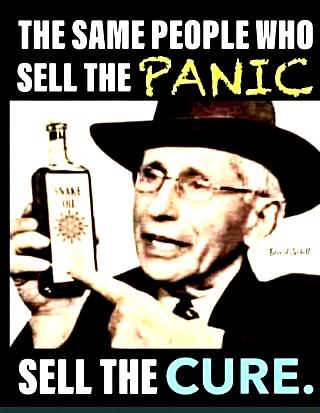 THE SAME PEOPLE WHO
SELL THE PANIC
SNAKE
OIL
SELL THE CURE.